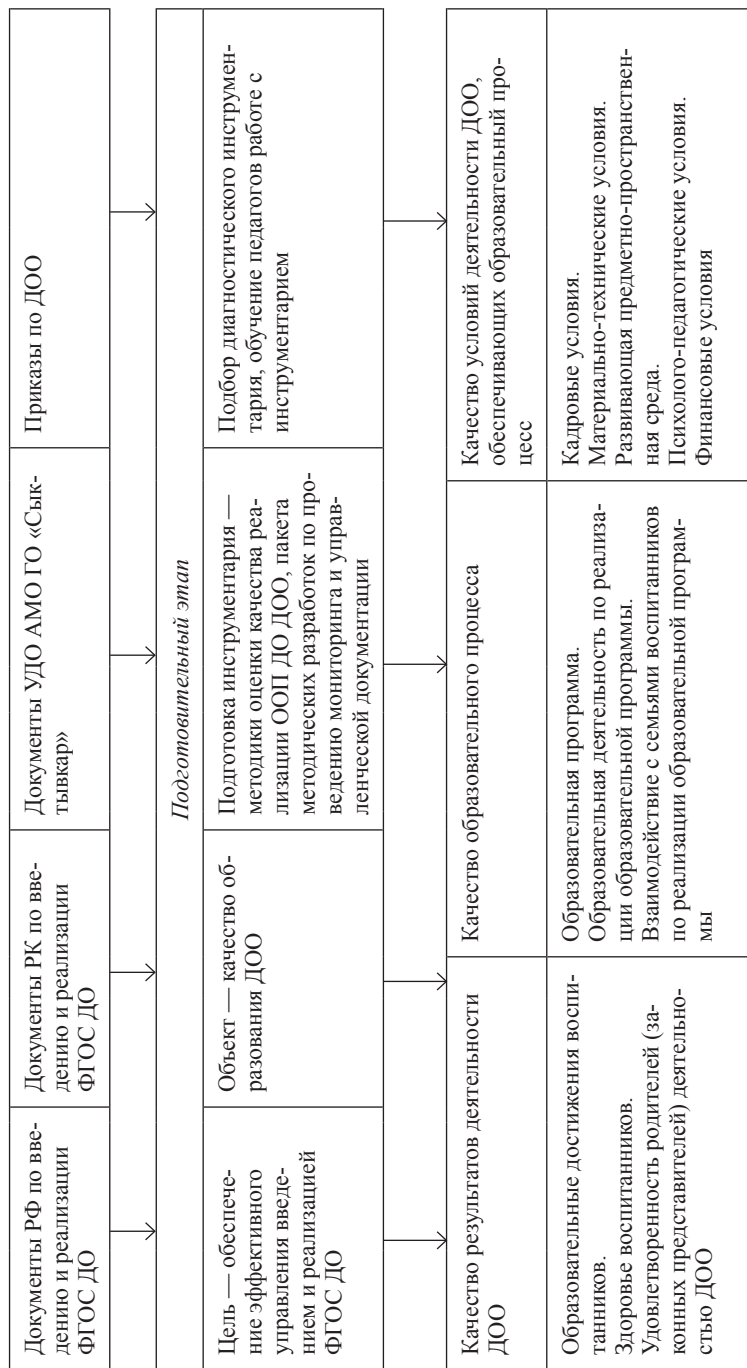 Документы РФ по вве-
дению и реализации
ФГОС ДО
Документы РК по вве-
дению и реализации
ФГОС ДО
Документы УДО АМО ГО «Сык-
тывкар»
Приказы по ДОО
Подготовительный этап
Цель — обеспече-
ние эффективного
управления введе-
нием и реализацией
ФГОС ДО
Объект — качество об-
разования ДОО
Подготовка инструментария —
методики оценки качества реа-
лизации ООП ДО ДОО, пакета
методических разработок по про-
ведению мониторинга и управ-
ленческой документации
Подбор диагностического инструмен-
тария, обучение педагогов работе с
инструментарием
Качество результатов деятельности
ДОО
Качество образовательного процесса
Качество условий деятельности ДОО,
обеспечивающих образовательный про-
цесс
Образовательные достижения воспи-
танников.
Здоровье воспитанников.
Удовлетворенность родителей (за-
конных представителей) деятельно-
стью ДОО
Образовательная программа.
Образовательная деятельность по реализа-
ции образовательной программы.
Взаимодействие с семьями воспитанников
по реализации образовательной програм-
мы
Кадровые условия.
Материально-технические условия.
Развивающая предметно-пространствен-
ная среда.
Психолого-педагогические условия.
Финансовые условия